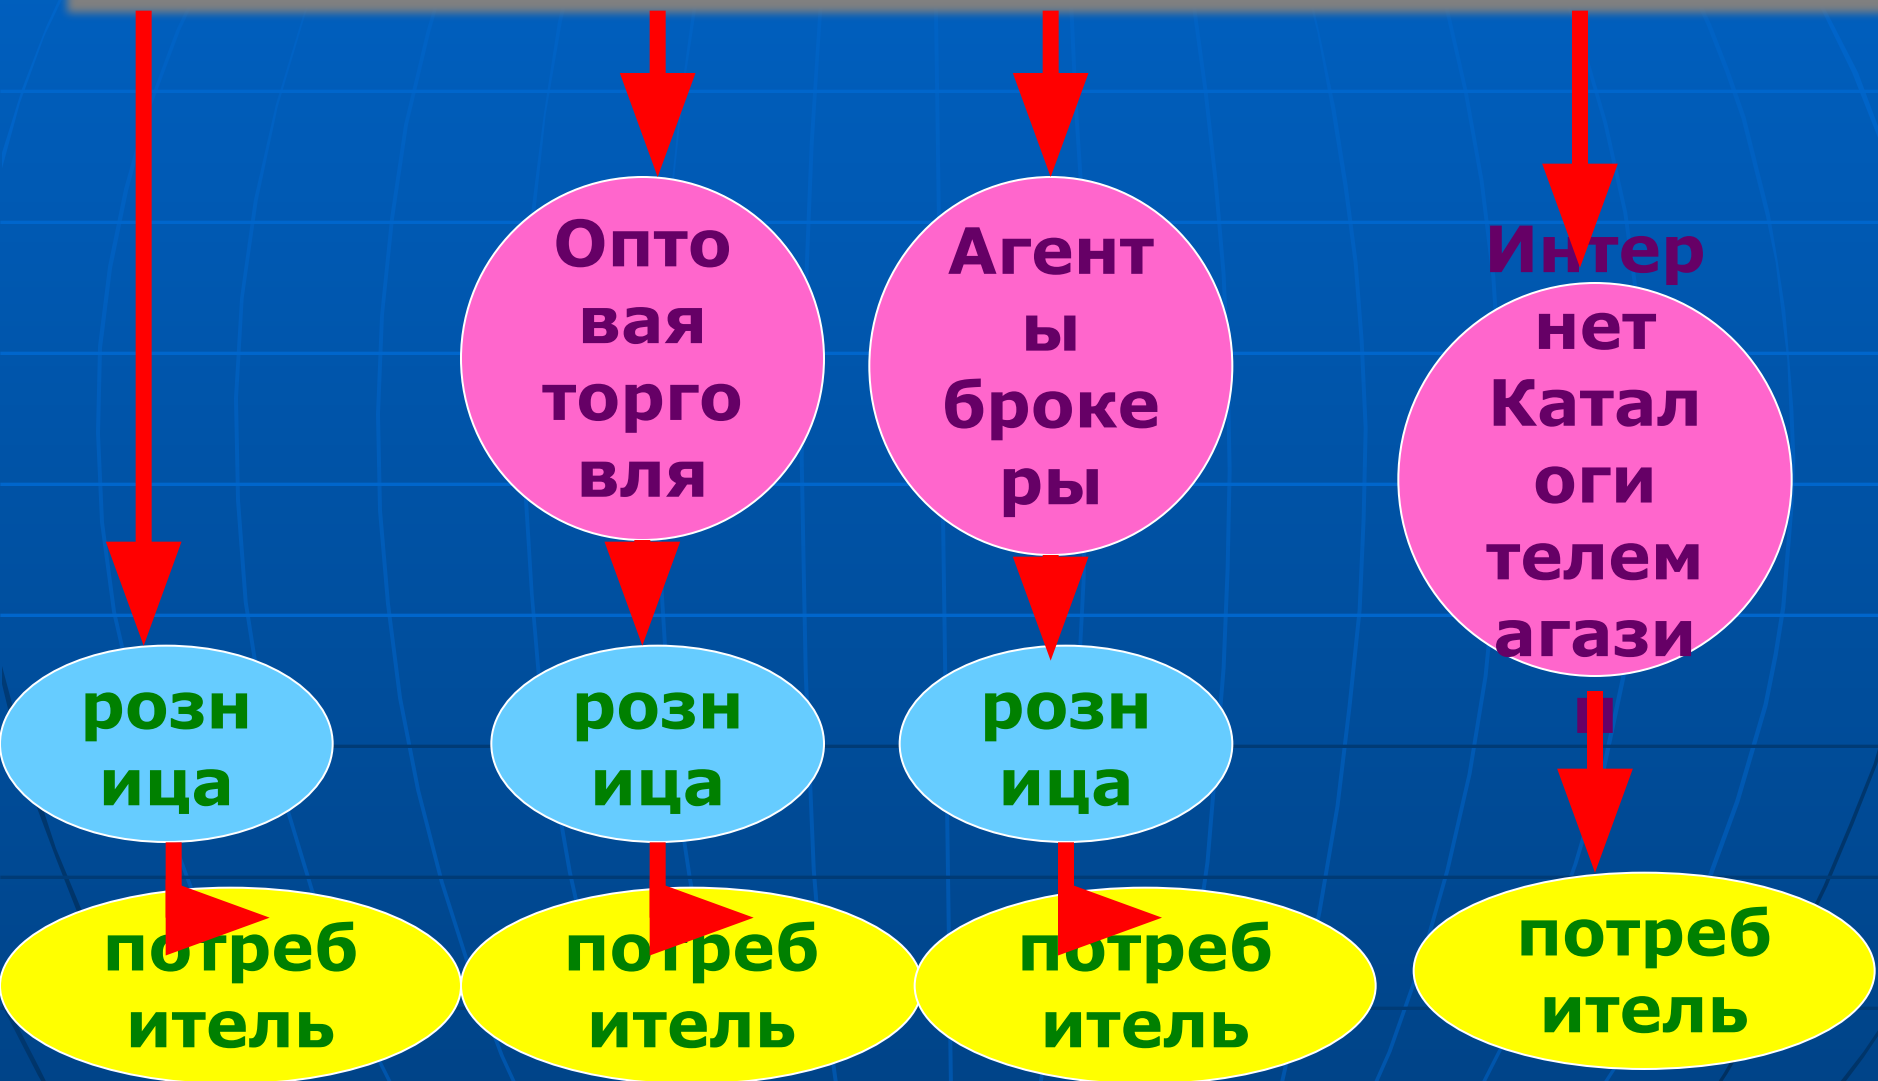 Опто
вая
торго
вля
Агент
ы
броке
ры
Интер
нет
Катал
оги
телем
агази
н
розн
ица
розн
ица
розн
ица
потреб
итель
потреб
итель
потреб
итель
потреб
итель